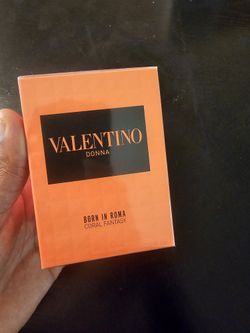 VALENTINO
DONNA
BORN IN ROMA
CORAL FANTASY